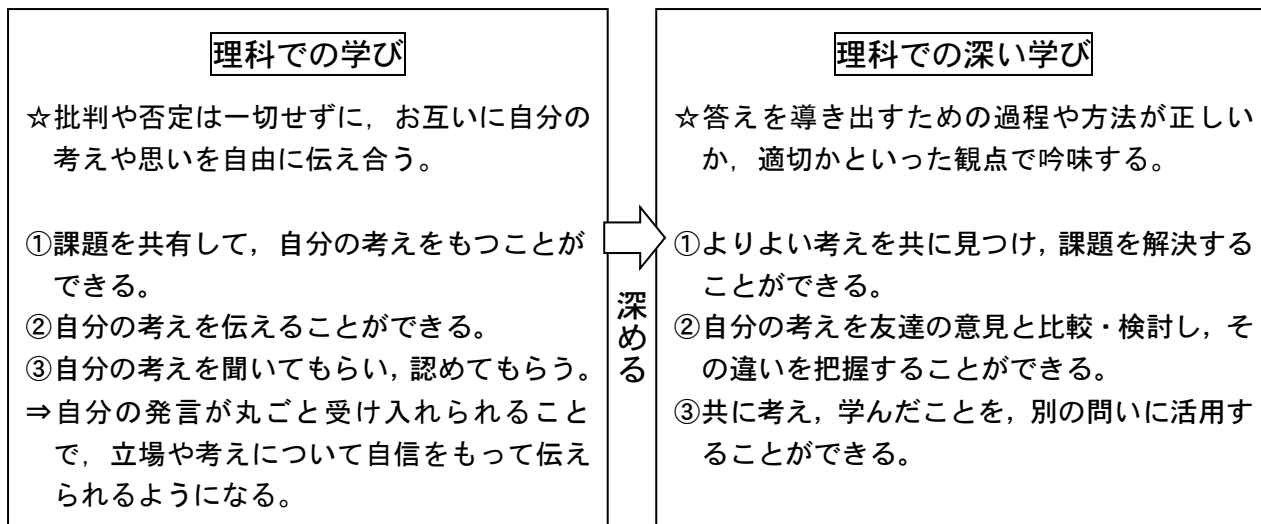 理科での学び
☆批判や否定は一切せずに，お互いに自分の
考えや思いを自由に伝え合う。
①課題を共有して，自分の考えをもつことが
できる。
②自分の考えを伝えることができる。
③自分の考えを聞いてもらい，認めてもらう。
⇒自分の発言が丸ごと受け入れられること
で，立場や考えについて自信をもって伝え
られるようになる。
深める
理科での深い学び
☆答えを導き出すための過程や方法が正しい
か，適切かといった観点で吟味する。
①よりよい考えを共に見つけ，課題を解決する
ことができる。
②自分の考えを友達の意見と比較・検討し，そ
の違いを把握することができる。
③共に考え，学んだことを，別の問いに活用す
ることができる。